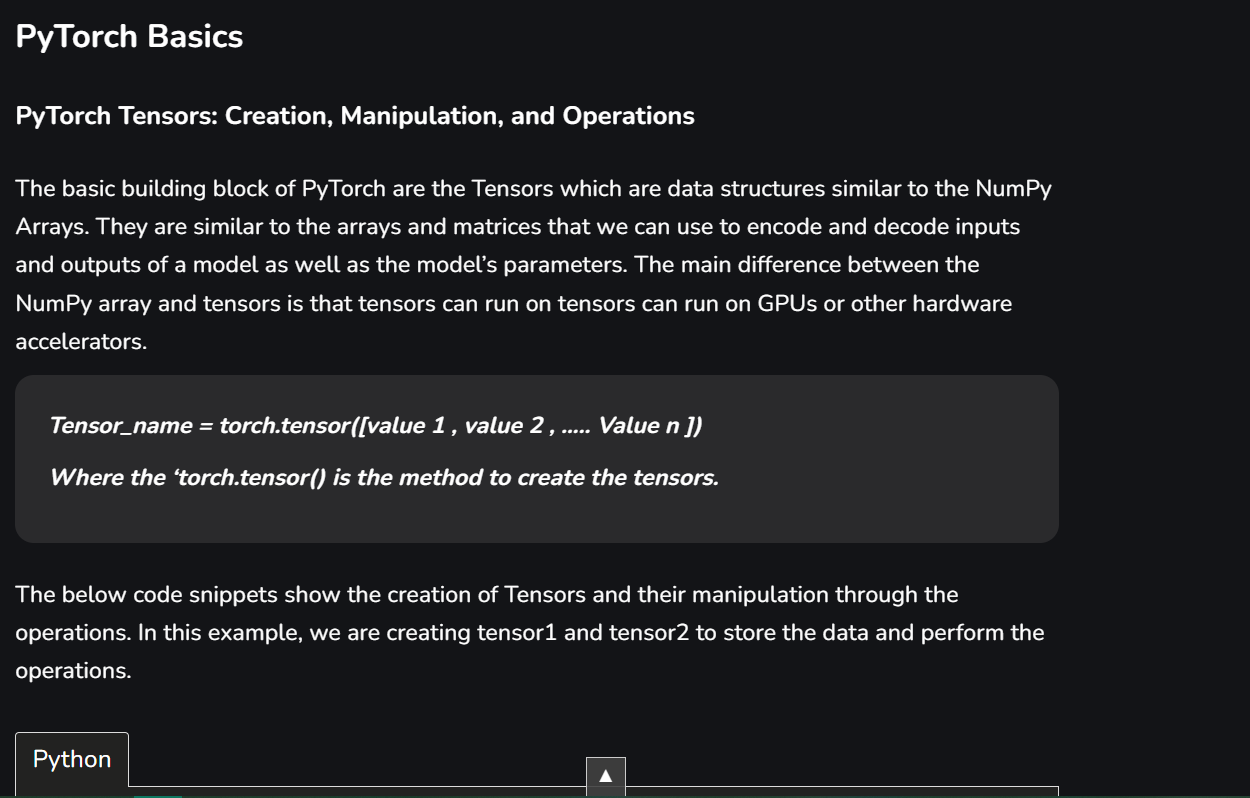 PyTorch Basics
PyTorch Tensors: Creation, Manipulation, and Operations
The basic building block of PyTorch are the Tensors which are data structures similar to the NumPy
Arrays. They are similar to the arrays and matrices that we can use to encode and decode inputs
and outputs of a model as well as the model’s parameters. The main difference between the
NumPy array and tensors is that tensors can run on tensors can run on GPUs or other hardware
accelerators.
Tensor_name = torch.tensor([value 1 , value 2 , ..... Value n ])
Where the ‘torch.tensor() is the method to create the tensors.
The below code snippets show the creation of Tensors and their manipulation through the
operations. In this example, we are creating tensor1 and tensor2 to store the data and perform the
operations.
Python
▲